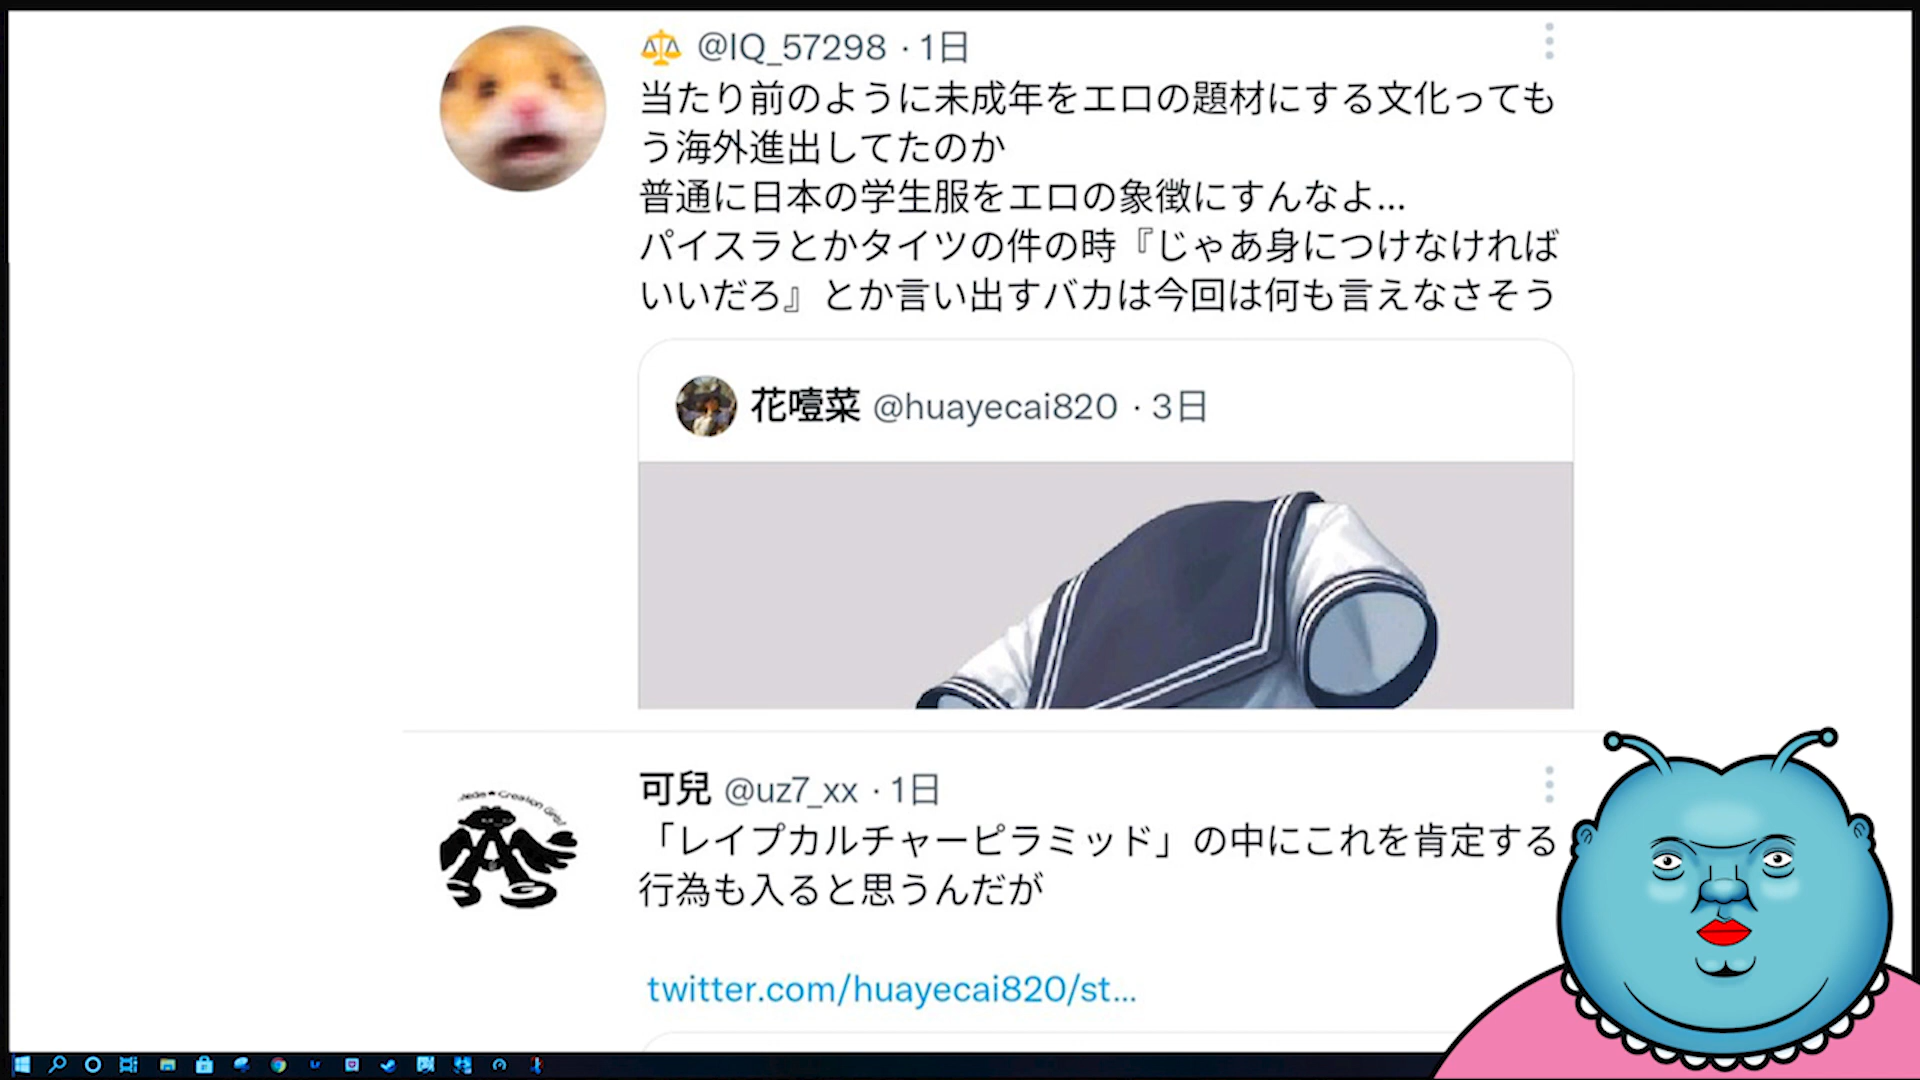 @IQ_57298 · 1日
当たり前のように未成年をエロの題材にする文化っても
う海外進出してたのか
普通に日本の学生服をエロの象徴にすんなよ...
パイスラとかタイツの件の時『じゃあ身につけなければ
いいだろ』とか言い出すバカは今回は何も言えなさそう
花噎菜 @huayecai820 · 3日
可兒 @uz7_xx · 1日
「レイプカルチャーピラミッド」の中にこれを肯定する
行為も入ると思うんだが
twitter.com/huayecai820/st...